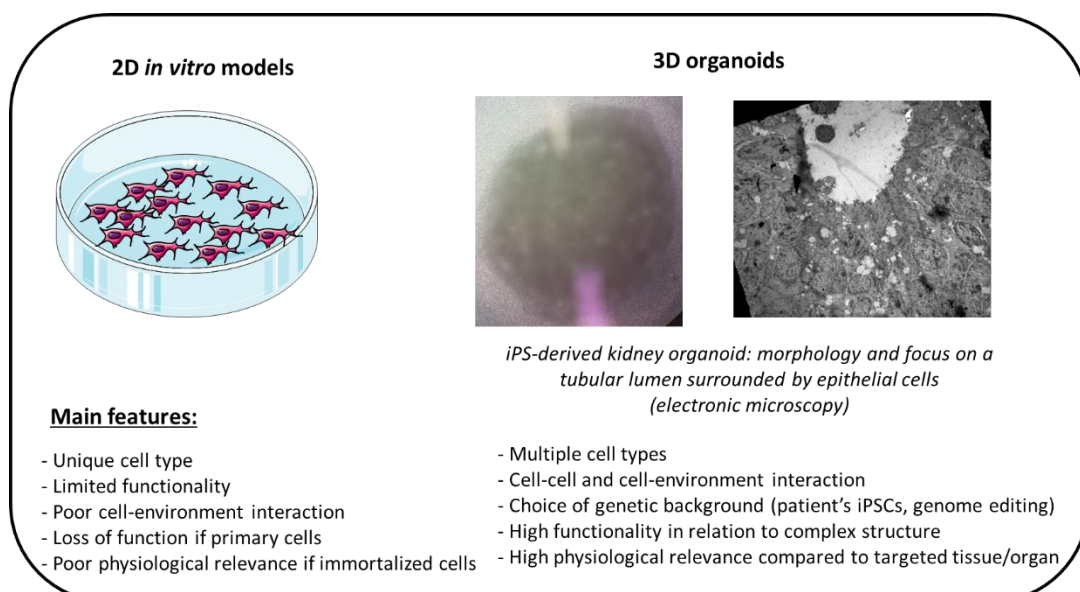 2D in vitro models
3D organoids
iPS-derived kidney organoid: morphology and focus on a
tubular lumen surrounded by epithelial cells
(electronic microscopy)
Main features:
- Unique cell type
- Limited functionality
- Poor cell-environment interaction
- Loss of function if primary cells
- Poor physiological relevance if immortalized cells
- Multiple cell types
- Cell-cell and cell-environment interaction
- Choice of genetic background (patient's iPSCs, genome editing)
- High functionality in relation to complex structure
- High physiological relevance compared to targeted tissue/organ